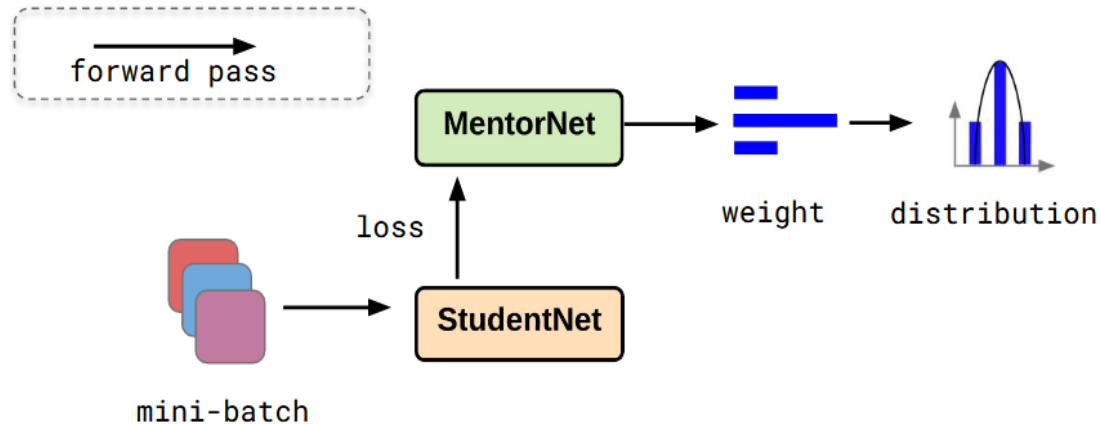 forward pass
MentorNet
loss
weight
distribution
StudentNet
mini-batch